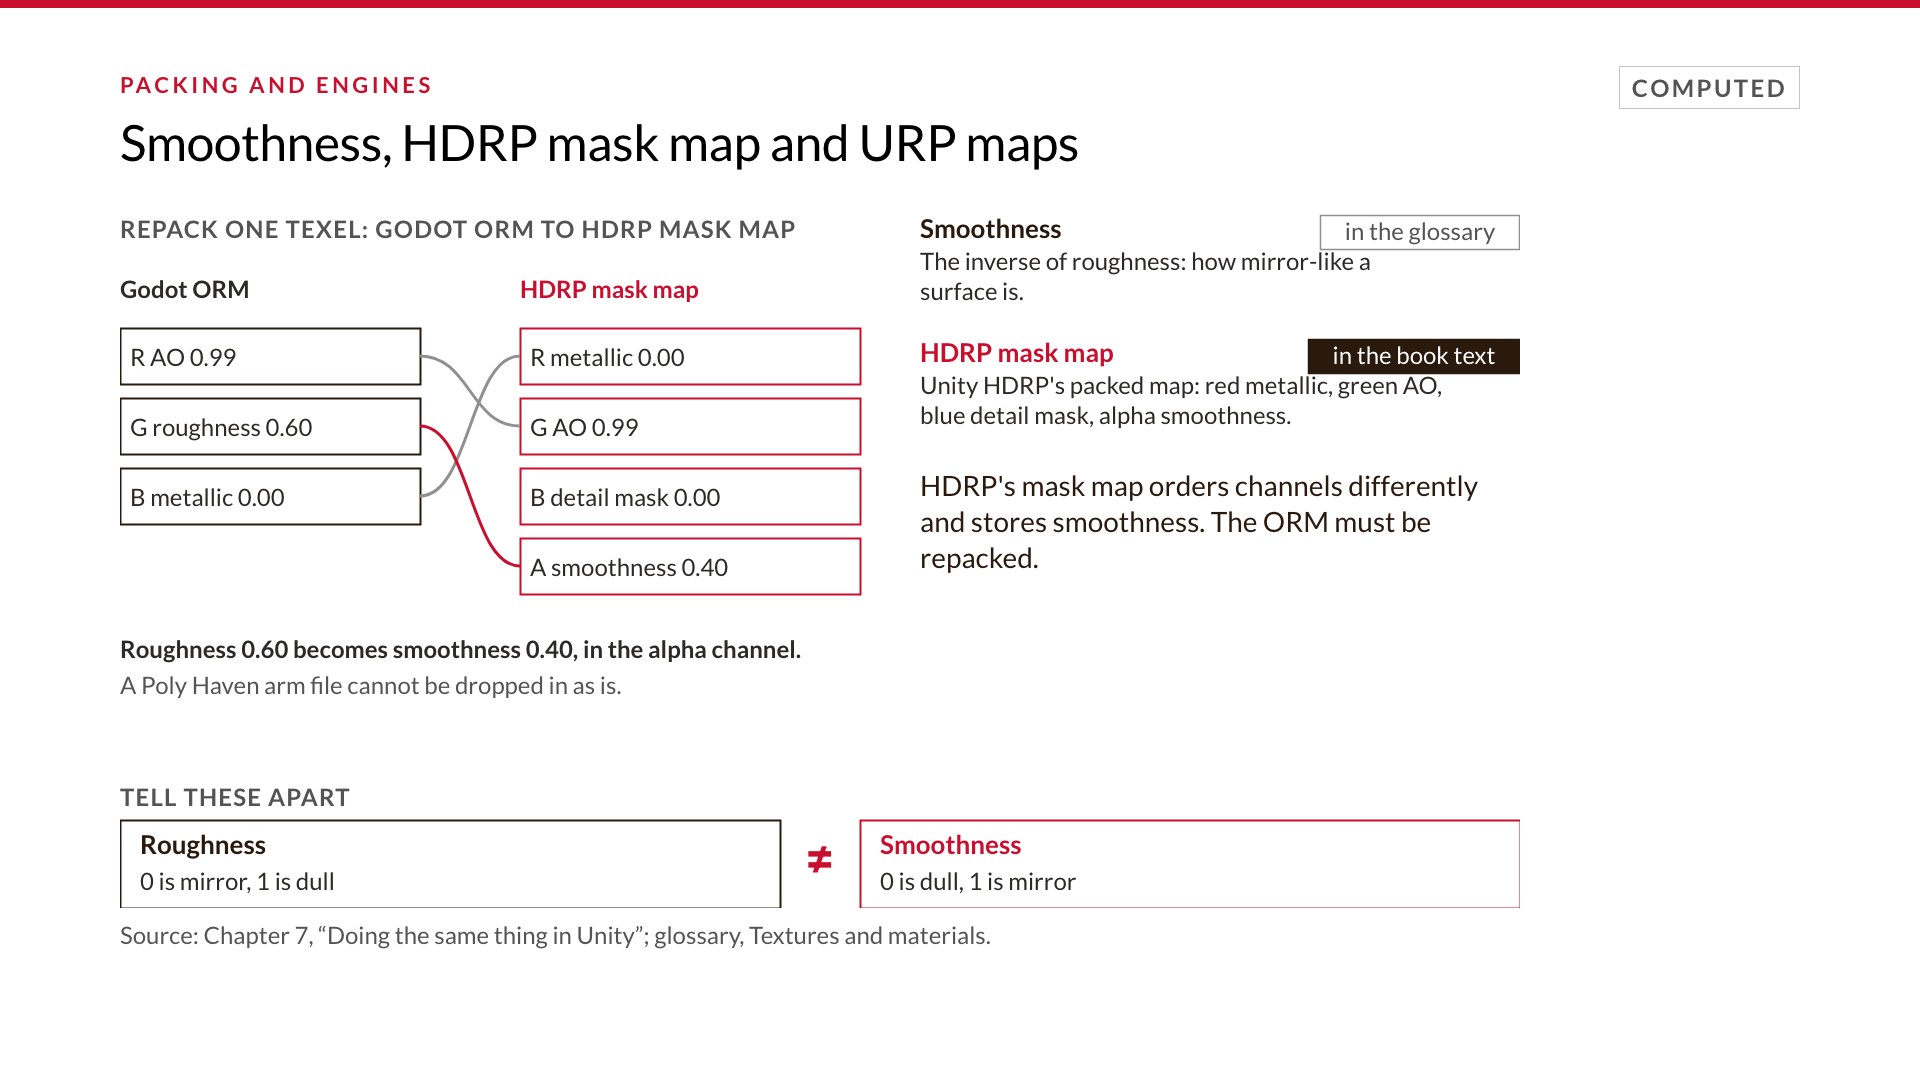 PACKING AND ENGINES
COMPUTED
Smoothness, HDRP mask map and URP maps
REPACK ONE TEXEL: GODOT ORM TO HDRP MASK MAP
Godot ORM
HDRP mask map
R AO 0.99
R metallic 0.00
G roughness 0.60
G AO 0.99
B metallic 0.00
B detail mask 0.00
A smoothness 0.40
Roughness 0.60 becomes smoothness 0.40, in the alpha channel.
A Poly Haven arm file cannot be dropped in as is.
Smoothness
in the glossary
The inverse of roughness: how mirror-like a
surface is.
HDRP mask map
in the book text
Unity HDRP's packed map: red metallic, green AO,
blue detail mask, alpha smoothness.
HDRP's mask map orders channels differently
and stores smoothness. The ORM must be
repacked.
TELL THESE APART
Roughness
0 is mirror, 1 is dull
≠
Smoothness
0 is dull, 1 is mirror
Source: Chapter 7, “Doing the same thing in Unity”; glossary, Textures and materials.